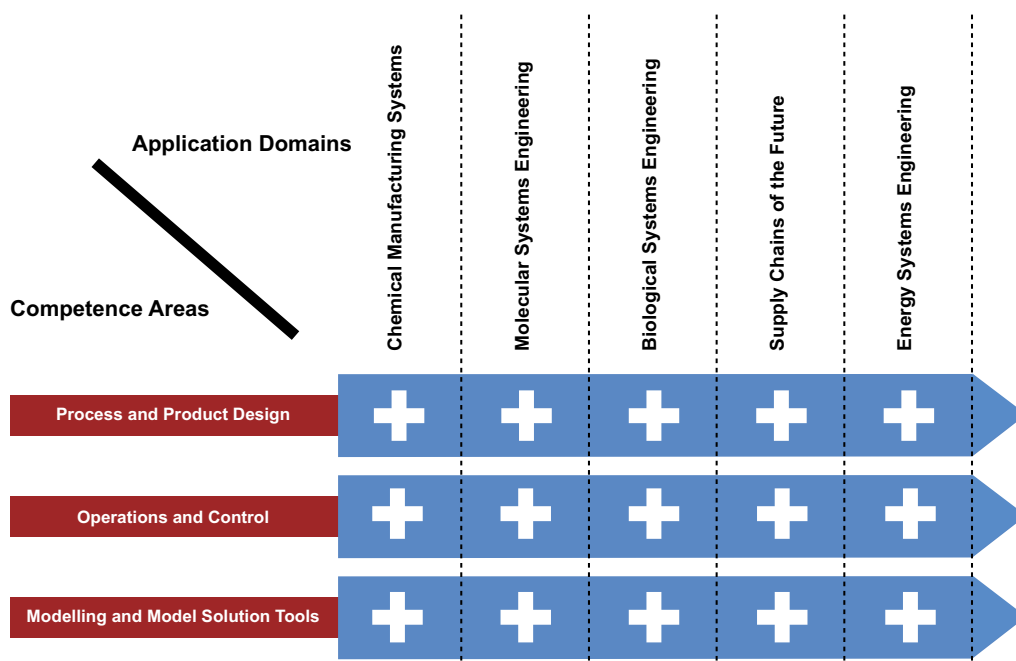 Application Domains
Competence Areas
Chemical Manufacturing Systems
Molecular Systems Engineering
Biological Systems Engineering
Supply Chains of the Future
Energy Systems Engineering
Process and Product Design
Operations and Control
Modelling and Model Solution Tools